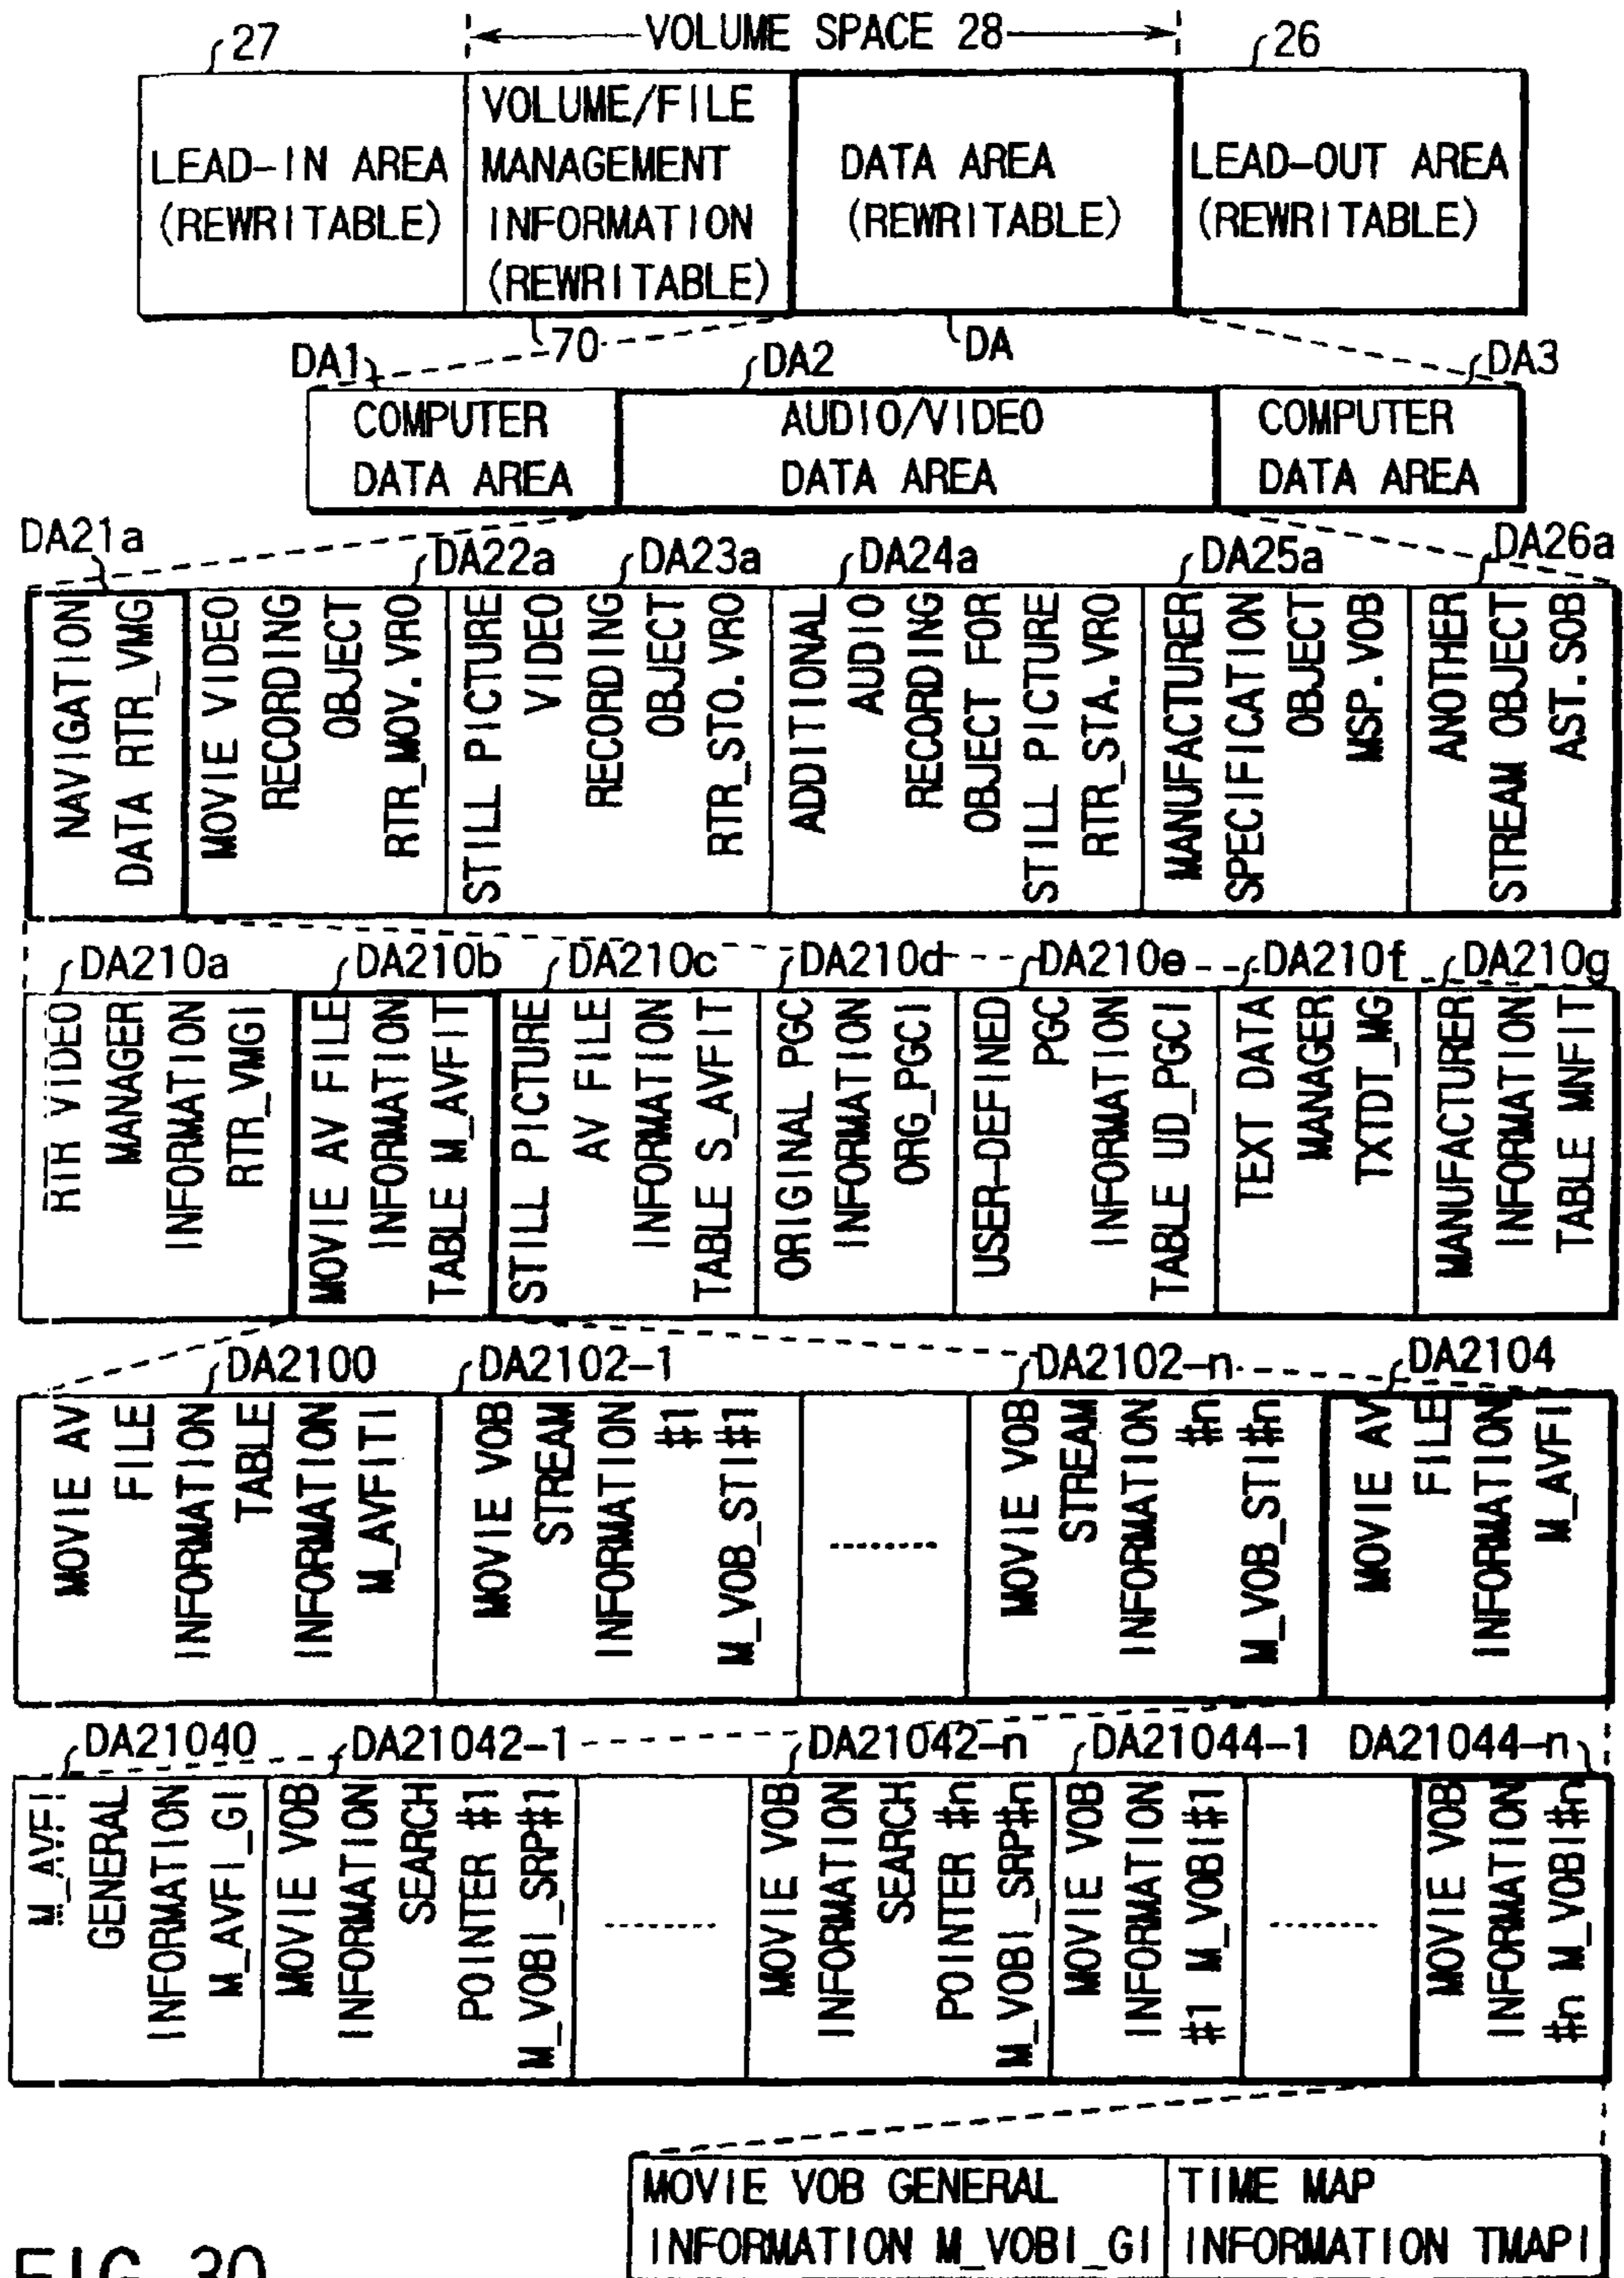 27
VOLUME SPACE 28
26
LEAD-IN AREA
(REWRITABLE)
VOLUME/FILE
MANAGEMENT
INFORMATION
(REWRITABLE)
DATA AREA
(REWRITABLE)
LEAD-OUT AREA
(REWRITABLE)
70
DA
DA1
DA2
DA3
COMPUTER
DATA AREA
AUDIO/VIDEO
DATA AREA
COMPUTER
DATA AREA
DA21a
DA22a
DA23a
DA24a
DA25a
DA26a
NAVIGATION
DATA RTR_VMG
MOVIE VIDEO
RECORDING
OBJECT
RTR_MOV.VRO
STILL PICTURE
VIDEO
RECORDING
OBJECT
RTR_STO.VRO
ADDITIONAL
AUDIO
RECORDING
OBJECT FOR
STILL PICTURE
RTR_STA.VRO
MANUFACTURER
SPECIFICATION
OBJECT
MSP.VOB
ANOTHER
STREAM OBJECT
AST.SOB
DA210a
DA210b
DA210c
DA210d
DA210e
DA210f
DA210g
RTR VIDEO
MANAGER
INFORMATION
RTR_VMGI
MOVIE AV FILE
INFORMATION
TABLE M_AVFIT
STILL PICTURE
AV FILE
INFORMATION
TABLE S_AVFIT
ORIGINAL PGC
INFORMATION
ORG_PGCI
USER-DEFINED
PGC
INFORMATION
TABLE UD_PGCI
TEXT DATA
MANAGER
TXTDT_MG
MANUFACTURER
INFORMATION
TABLE MNFIT
DA2100
DA2102-1
DA2102-n
DA2104
MOVIE AV
FILE
INFORMATION
TABLE
INFORMATION
M_AVFITI
MOVIE VOB
STREAM
INFORMATION
#1
M_VOB_STI#1
MOVIE VOB
STREAM
INFORMATION
#n
M_VOB_STI#n
MOVIE AV
FILE
INFORMATION
M_AVFI
DA21040
DA21042-1
DA21042-n
DA21044-1
DA21044-n
M_AVFI
GENERAL
INFORMATION
M_AVFI_GI
MOVIE VOB
INFORMATION
SEARCH
POINTER #1
M_VOBI_SRP#1
MOVIE VOB
INFORMATION
SEARCH
POINTER #n
M_VOBI_SRP#n
MOVIE VOB
INFORMATION
#1 M_VOBI#1
MOVIE VOB
INFORMATION
#n M_VOBI#n
MOVIE VOB GENERAL
INFORMATION M_VOBI_GI
TIME MAP
INFORMATION TMAPI
FIG. 30